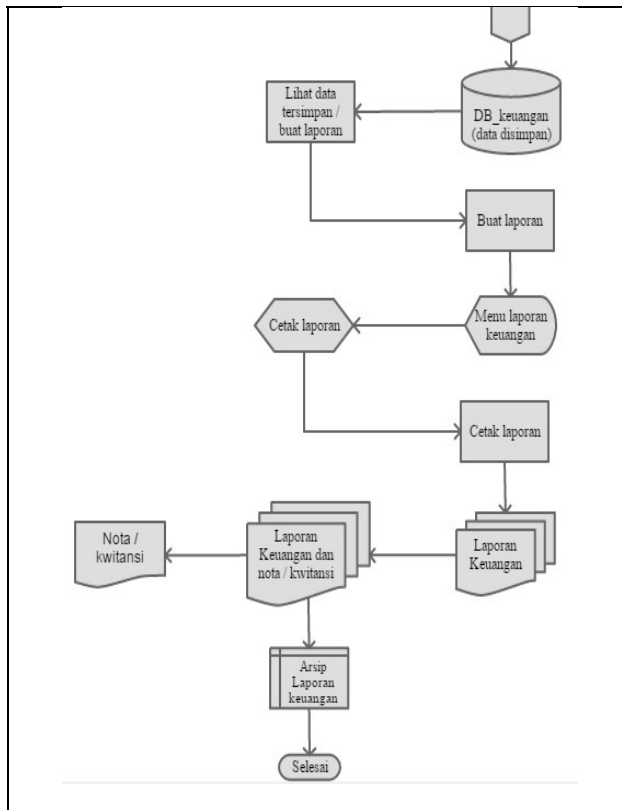 Lihat data
tersimpan /
buat laporan
DB_keuangan
(data disimpan)
Buat laporan
Cetak laporan
Menu laporan
keuangan
Cetak laporan
Nota /
kwitansi
Laporan
Keuangan dan
nota / kwitansi
Laporan
Keuangan
Arsip
Laporan
keuangan
Selesai